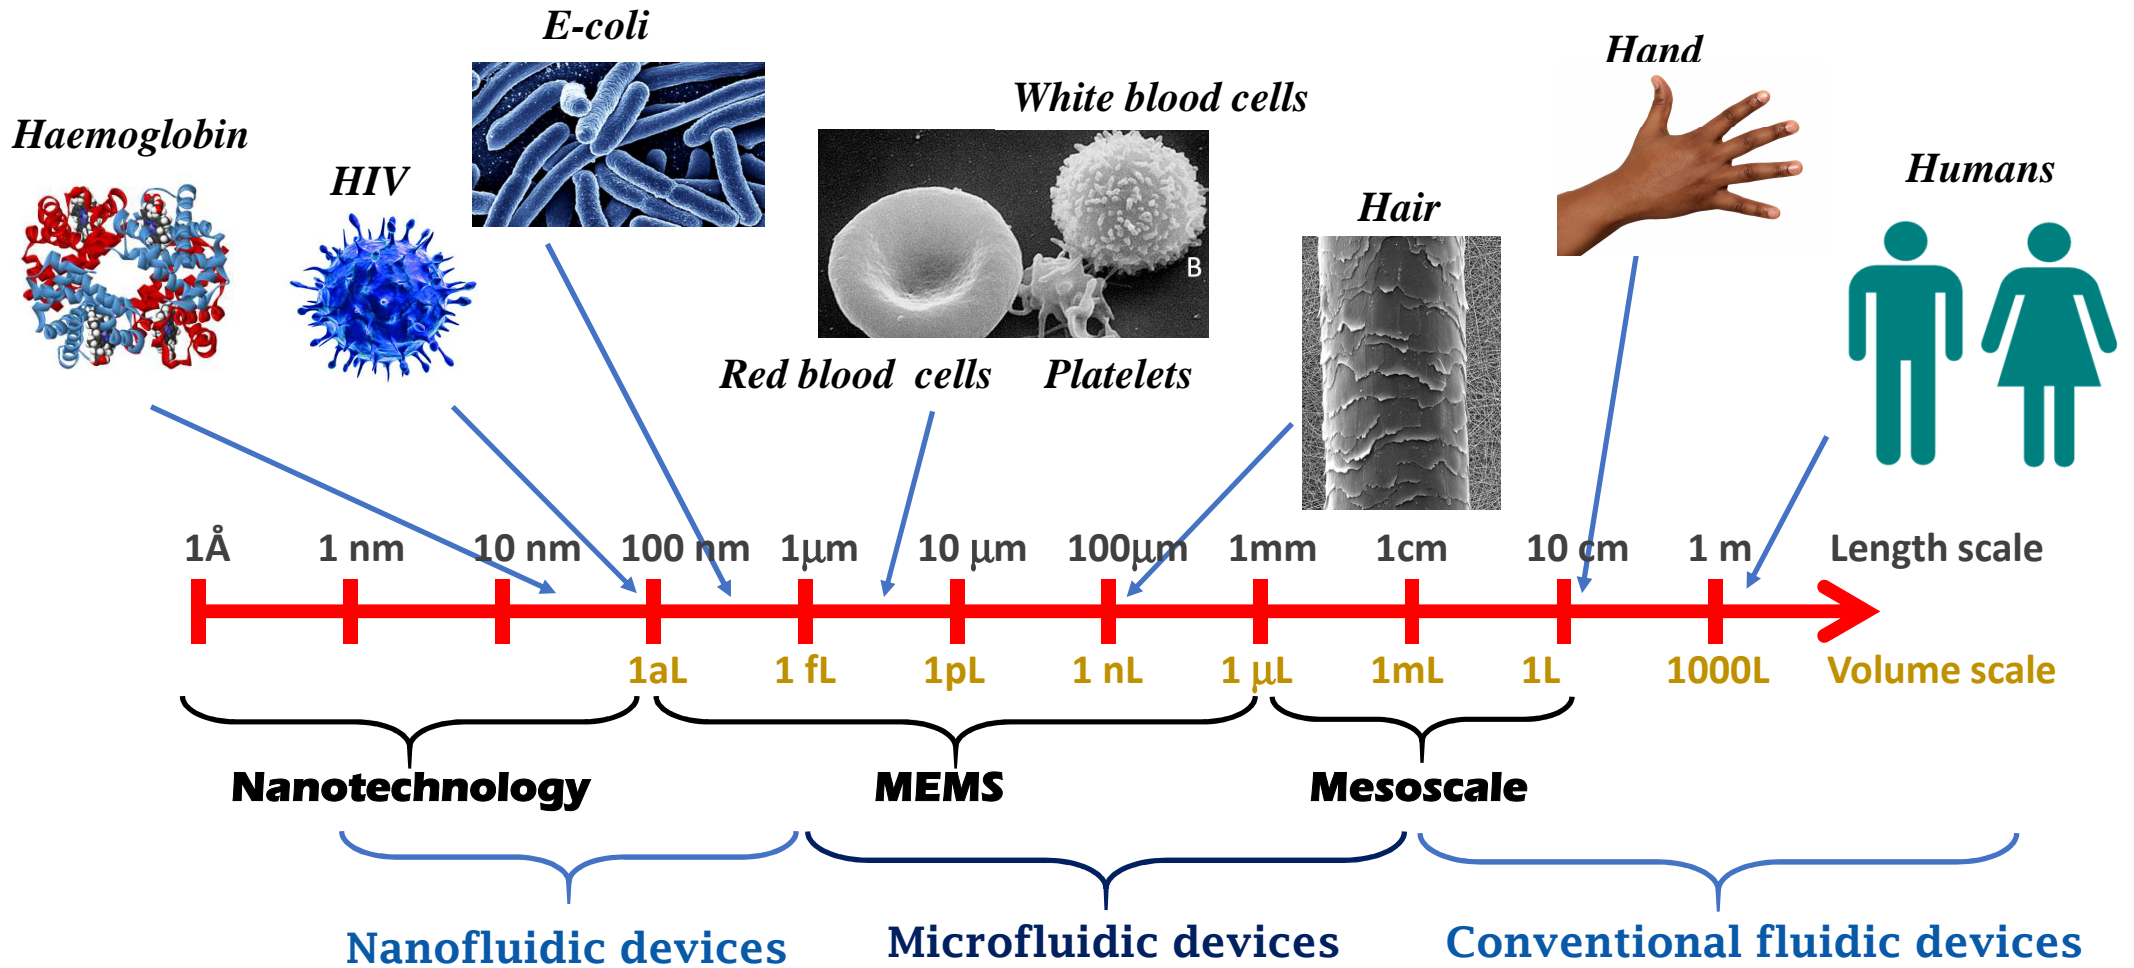 E-coli
Hand
White blood cells
Haemoglobin
HIV
Humans
Hair
B
Red blood cells
Platelets
1Å
1 nm
10 nm
100 nm
1μm
10 μm
100μm
1mm
1cm
10 cm
1 m
Length scale
1aL
1 fL
1pL
1 nL
1 μL
1mL
1L
1000L
Volume scale
Nanotechnology
MEMS
Mesoscale
Nanofluidic devices
Microfluidic devices
Conventional fluidic devices